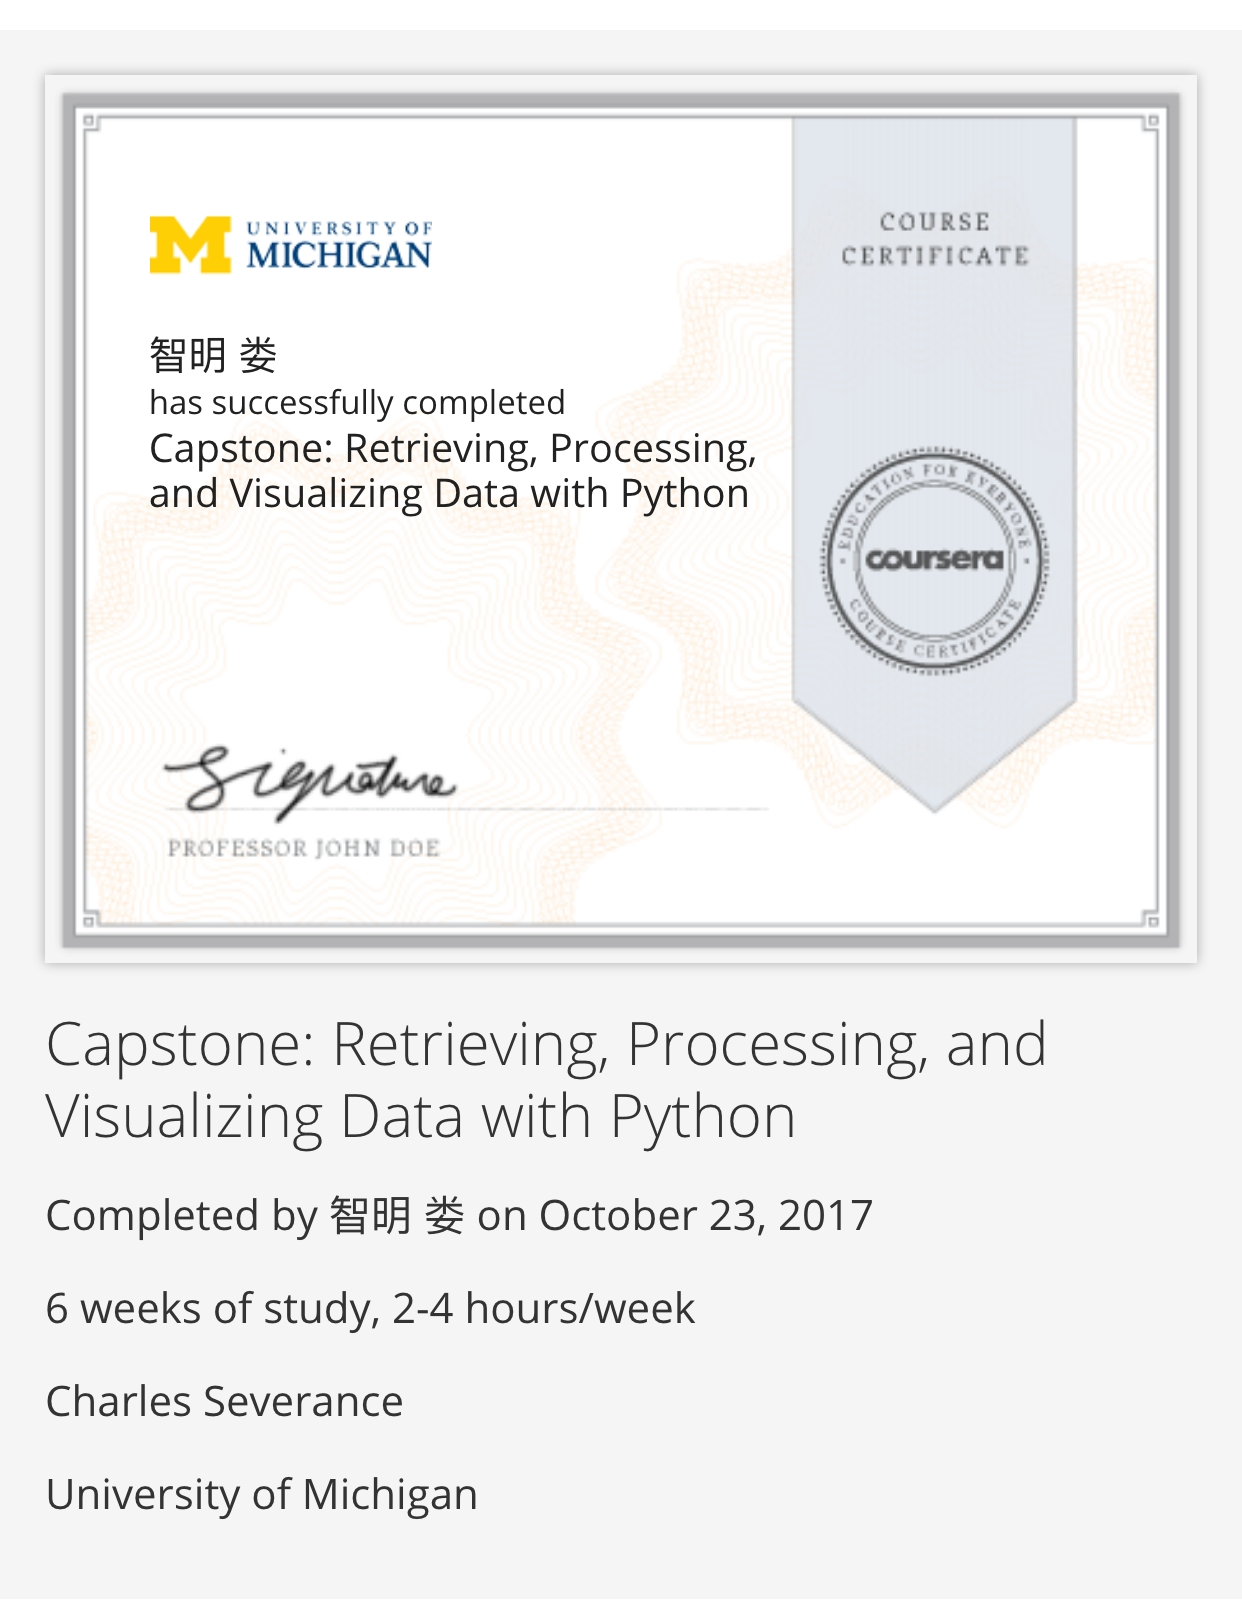 UNIVERSITY OF
MICHIGAN
COURSE
CERTIFICATE
智明 娄
has successfully completed
Capstone: Retrieving, Processing,
and Visualizing Data with Python
EDUCATION FOR EVERYONE
coursera
COURSE CERTIFICATE
Signature
PROFESSOR JOHN DOE
Capstone: Retrieving, Processing, and
Visualizing Data with Python
Completed by 智明 娄 on October 23, 2017
6 weeks of study, 2-4 hours/week
Charles Severance
University of Michigan